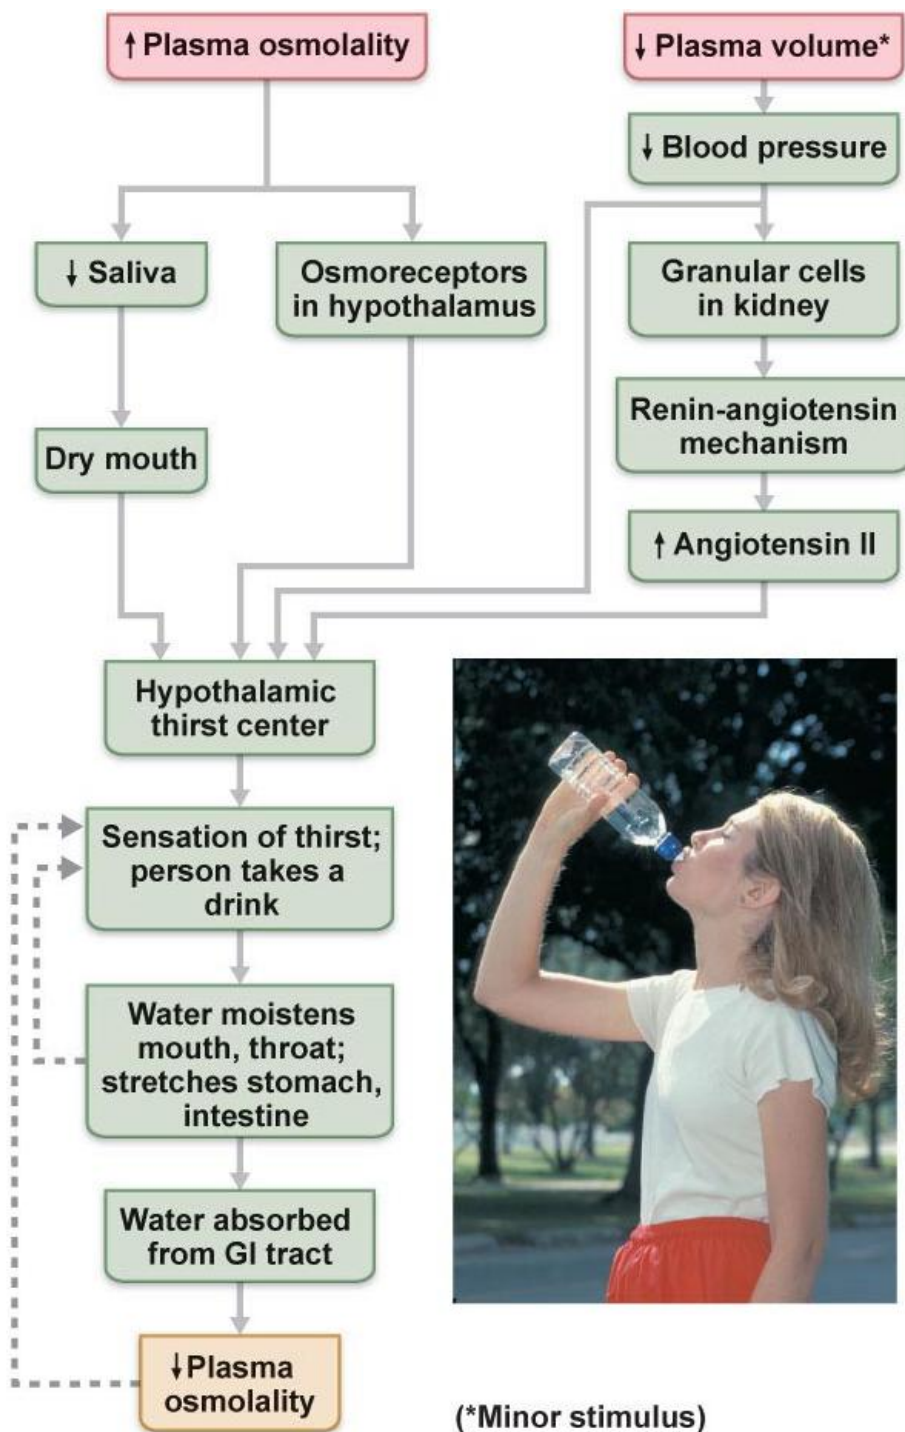 ↑ Plasma osmolality
↓ Plasma volume*
↓ Blood pressure
↓ Saliva
Osmoreceptors
in hypothalamus
Granular cells
in kidney
Dry mouth
Renin-angiotensin
mechanism
↑ Angiotensin II
Hypothalamic
thirst center
Sensation of thirst;
person takes a
drink
Water moistens
mouth, throat;
stretches stomach,
intestine
Water absorbed
from GI tract
↓Plasma
osmolality
(*Minor stimulus)